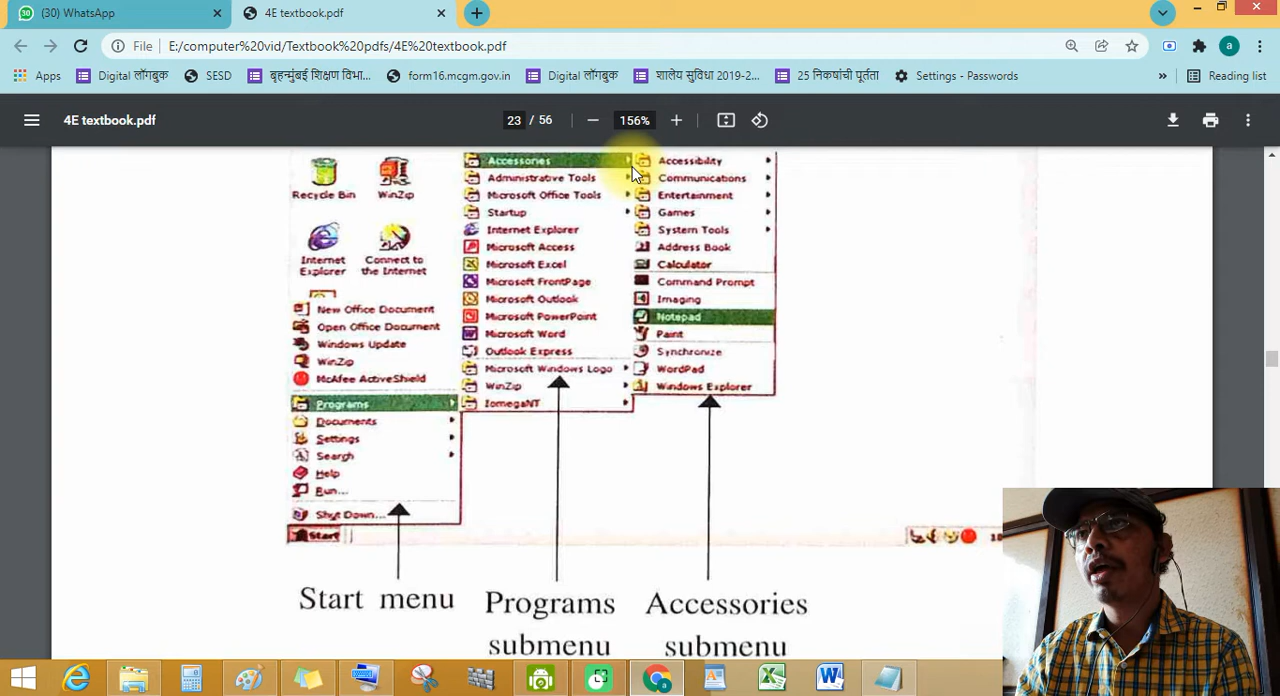 (30) WhatsApp
4E textbook.pdf
File
E:/computer%20vid/Textbook%20pdfs/4E%20textbook.pdf
Apps
Digital लॉगबुक
SESD
बृहन्मुंबई शिक्षण विभा...
form16.mcgm.gov.in
Digital लॉगबुक
शालेय सुविधा 2019-2...
25 निकषांची पूर्तता
Settings - Passwords
»
Reading list
4E textbook.pdf
23 / 56
156%
Recycle Bin
WinZip
Internet Explorer
Connect to the Internet
New Office Document
Open Office Document
Windows Update
WinZip
McAfee ActiveShield
Programs
Documents
Settings
Search
Help
Run...
Shut Down...
Start
Accessories
Administrative Tools
Microsoft Office Tools
Startup
Internet Explorer
Microsoft Access
Microsoft Excel
Microsoft FrontPage
Microsoft Outlook
Microsoft PowerPoint
Microsoft Word
Outlook Express
Microsoft Windows Logo
WinZip
IomegaNT
Accessibility
Communications
Entertainment
Games
System Tools
Address Book
Calculator
Command Prompt
Imaging
Notepad
Paint
Synchronize
WordPad
Windows Explorer
Start menu
Programs
submenu
Accessories
submenu